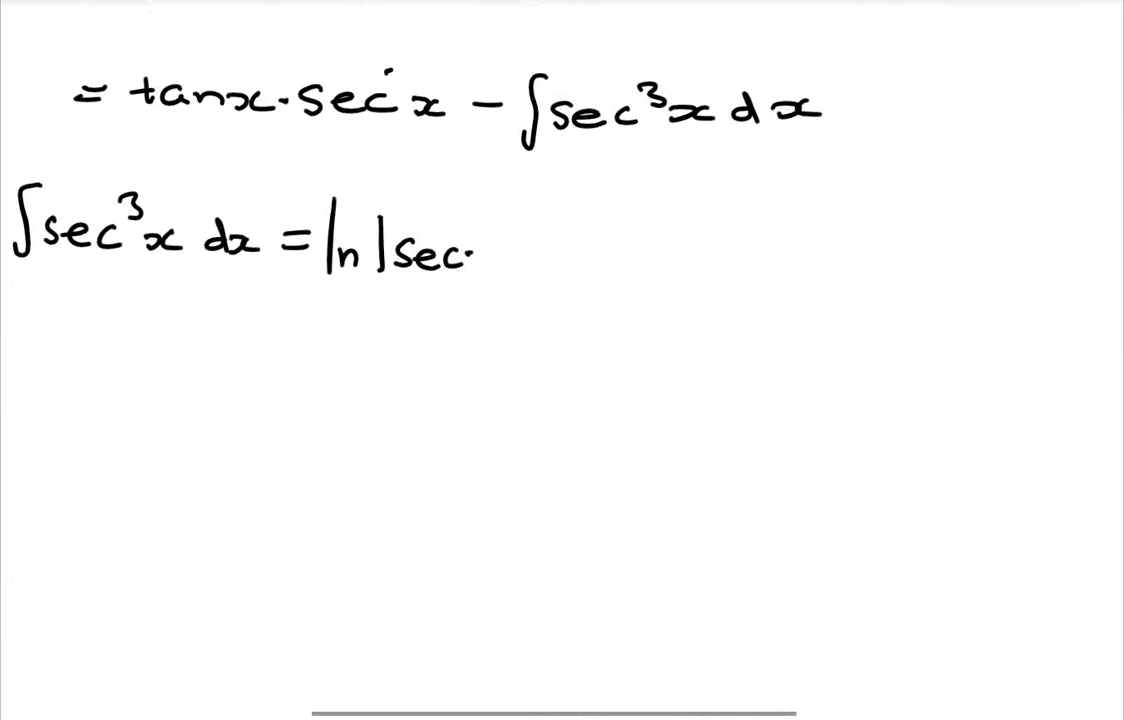 = tanx·secx - ∫sec³x dx
∫sec³x dx = ln |sec